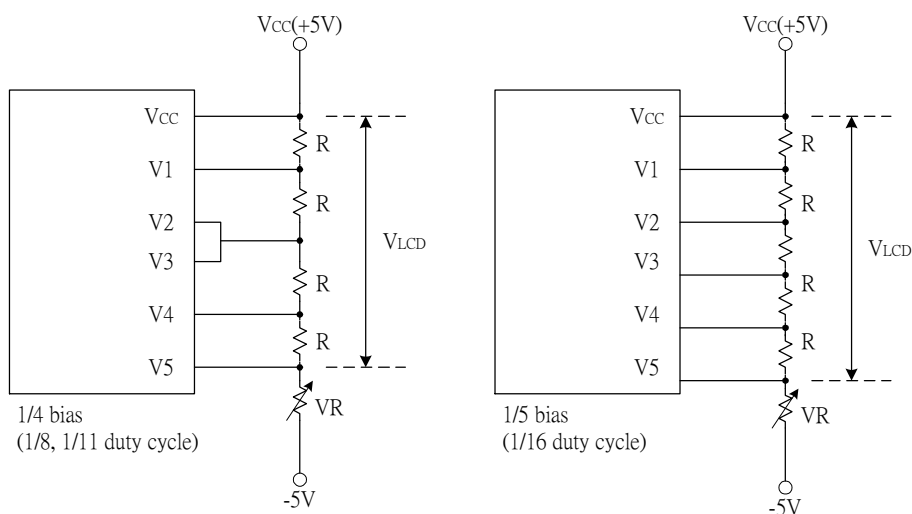 Vcc(+5V)
Vcc
R
V1
R
V2
VLCD
V3
R
V4
R
V5
VR
1/4 bias
(1/8, 1/11 duty cycle)
-5V
Vcc(+5V)
Vcc
R
V1
R
V2
VLCD
V3
R
V4
R
V5
VR
1/5 bias
(1/16 duty cycle)
-5V